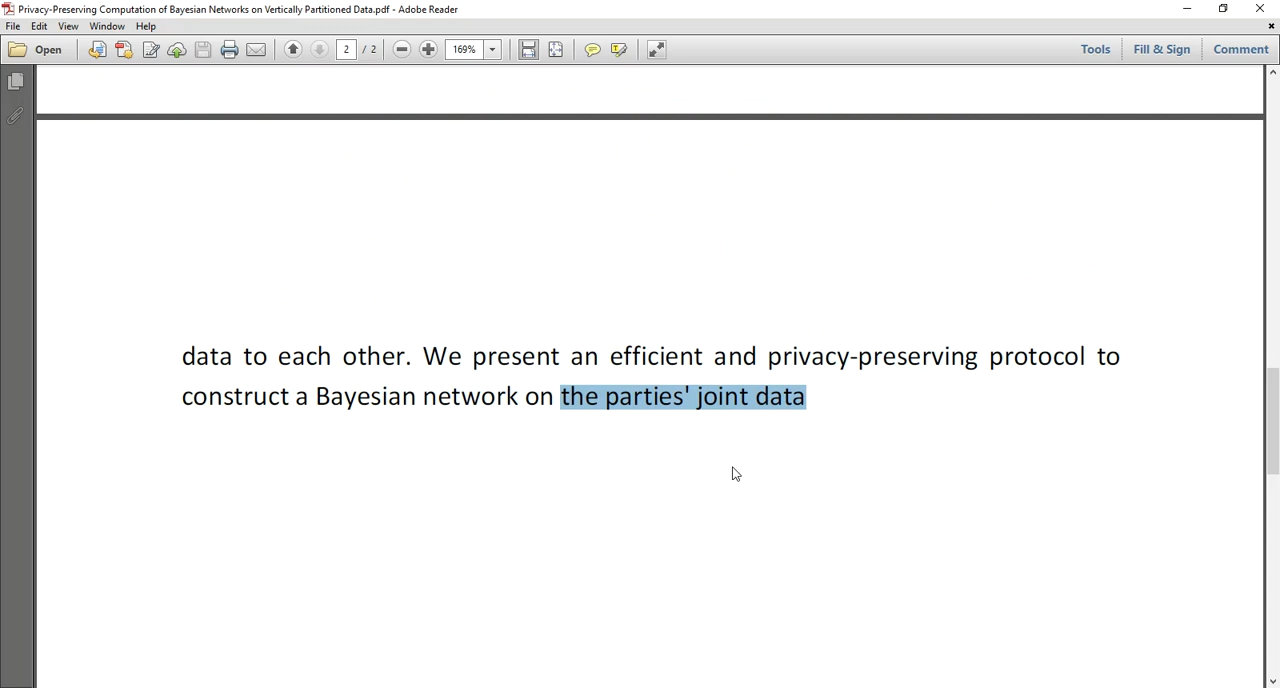 Privacy-Preserving Computation of Bayesian Networks on Vertically Partitioned Data.pdf - Adobe Reader
File Edit View Window Help
Open 2 / 2 169% Tools Fill & Sign Comment
data to each other. We present an efficient and privacy-preserving protocol to
construct a Bayesian network on the parties' joint data